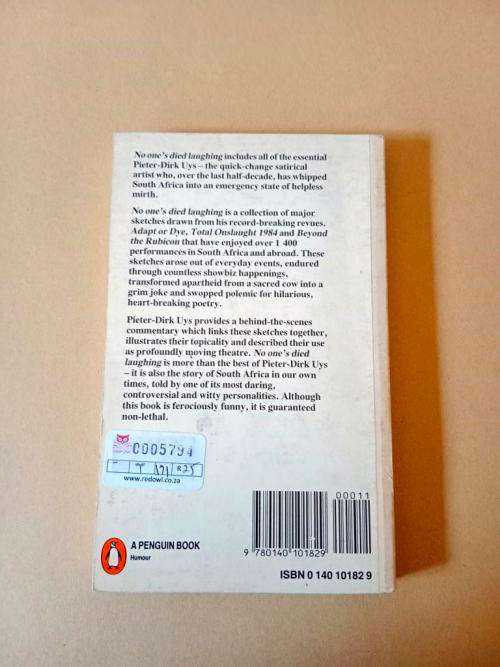 No one's died laughing includes all of the essential
Pieter-Dirk Uys – the quick-change satirical
artist who, over the last half-decade, has whipped
South Africa into an emergency state of helpless
mirth.
No one's died laughing is a collection of major
sketches drawn from his record-breaking revues.
Adapt or Dye, Total Onslaught 1984 and Beyond
the Rubicon that have enjoyed over 1 400
performances in South Africa and abroad. These
sketches arose out of everyday events, endured
through countless showbiz happenings,
transformed apartheid from a sacred cow into a
grim joke and swopped polemic for hilarious,
heart-breaking poetry.
Pieter-Dirk Uys provides a behind-the-scenes
commentary which links these sketches together,
illustrates their topicality and described their use
as profoundly moving theatre. No one's died
laughing is more than the best of Pieter-Dirk Uys
– it is also the story of South Africa in our own
times, told by one of its most daring,
controversial and witty personalities. Although
this book is ferociously funny, it is guaranteed
non-lethal.
0005794
T R25
www.redowl.co.za
00011
A PENGUIN BOOK
Humour
9 780140 101829
ISBN 0 140 10182 9